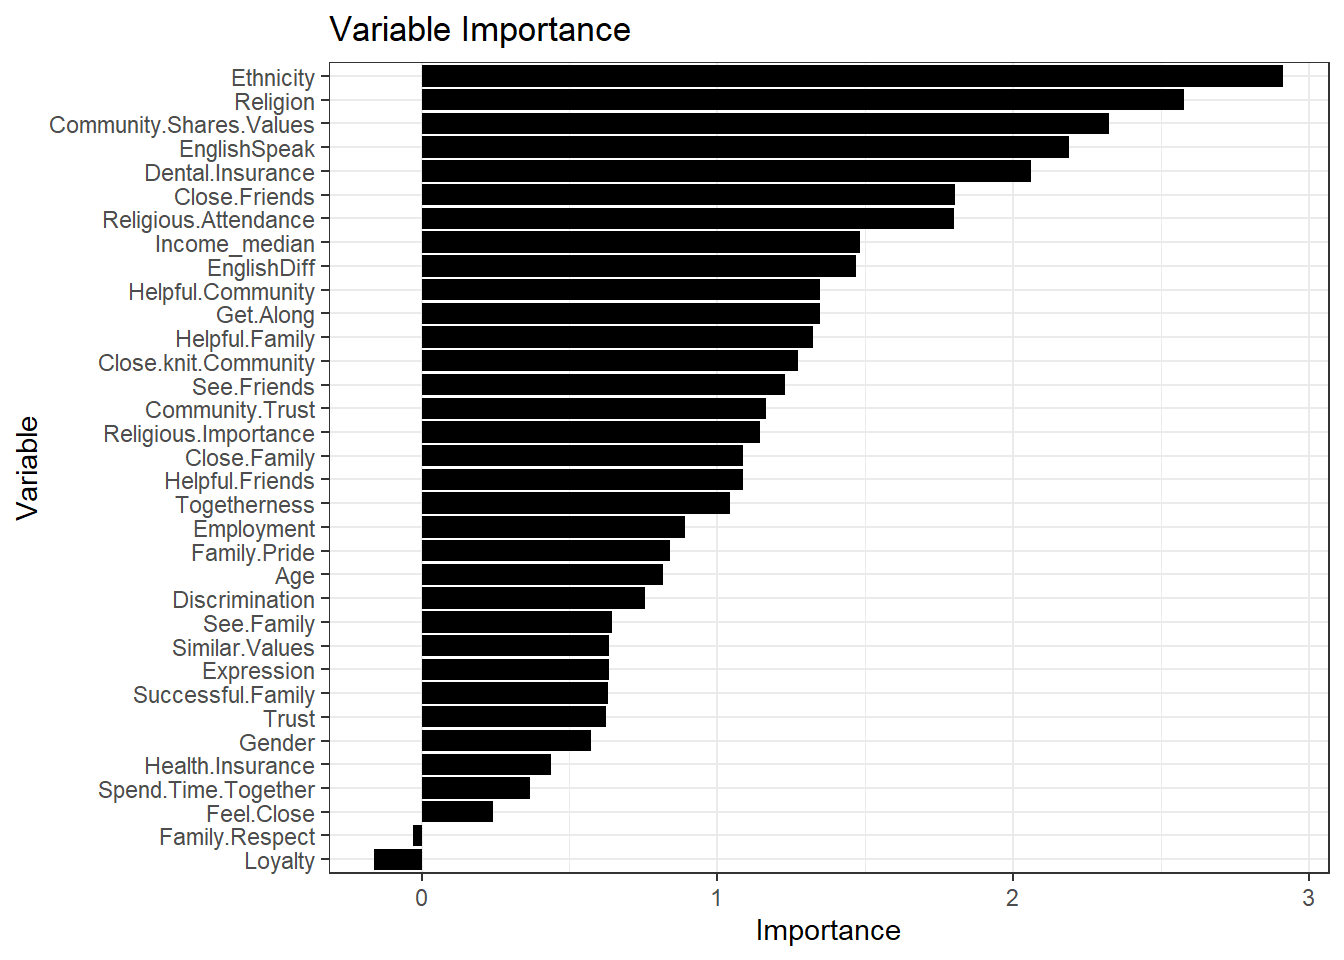 Variable Importance
Ethnicity
Religion
Community.Shares.Values
EnglishSpeak
Dental.Insurance
Close.Friends
Religious.Attendance
Income_median
EnglishDiff
Helpful.Community
Get.Along
Helpful.Family
Close.knit.Community
See.Friends
Community.Trust
Religious.Importance
Close.Family
Helpful.Friends
Togetherness
Employment
Family.Pride
Age
Discrimination
See.Family
Similar.Values
Expression
Successful.Family
Trust
Gender
Health.Insurance
Spend.Time.Together
Feel.Close
Family.Respect
Loyalty
Variable
0 1 2 3
Importance